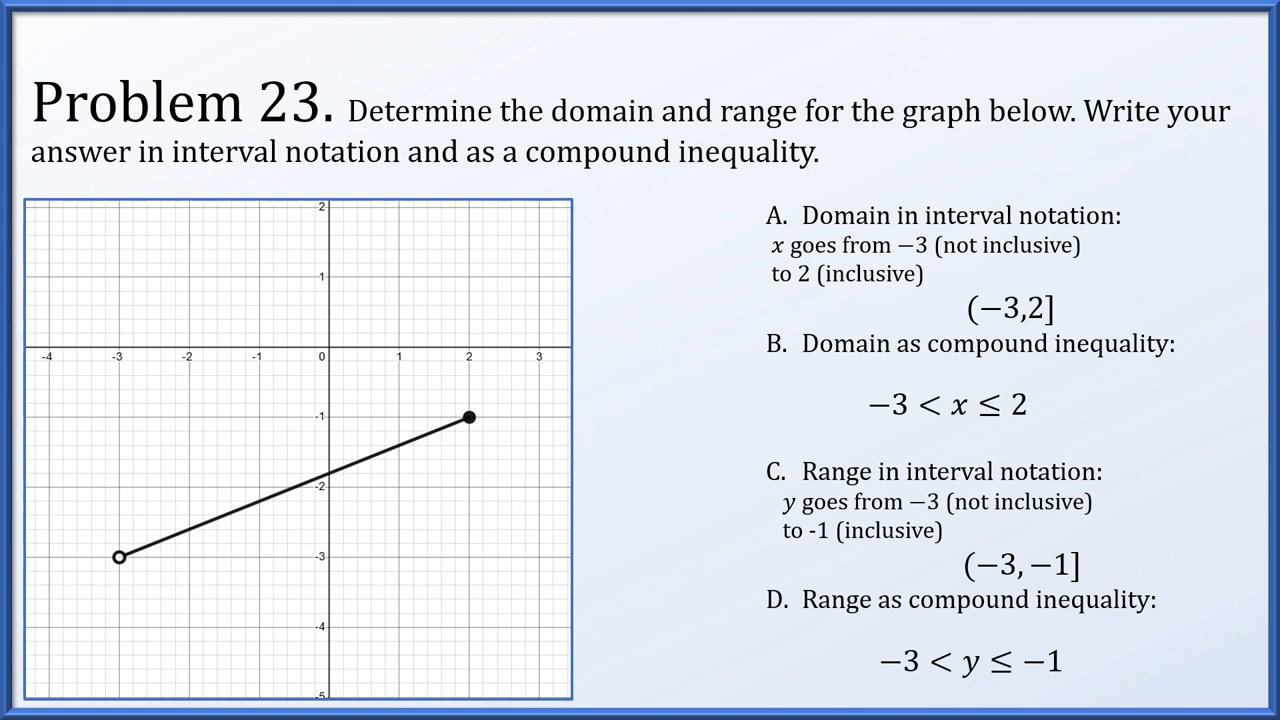 Problem 23. Determine the domain and range for the graph below. Write your
answer in interval notation and as a compound inequality.
2
1
-4 -3 -2 -1 0 1 2 3
-1
-2
-3
-4
-5
A. Domain in interval notation:
x goes from −3 (not inclusive)
to 2 (inclusive)
(−3,2]
B. Domain as compound inequality:
−3 < x ≤ 2
C. Range in interval notation:
y goes from −3 (not inclusive)
to -1 (inclusive)
(−3, −1]
D. Range as compound inequality:
−3 < y ≤ −1